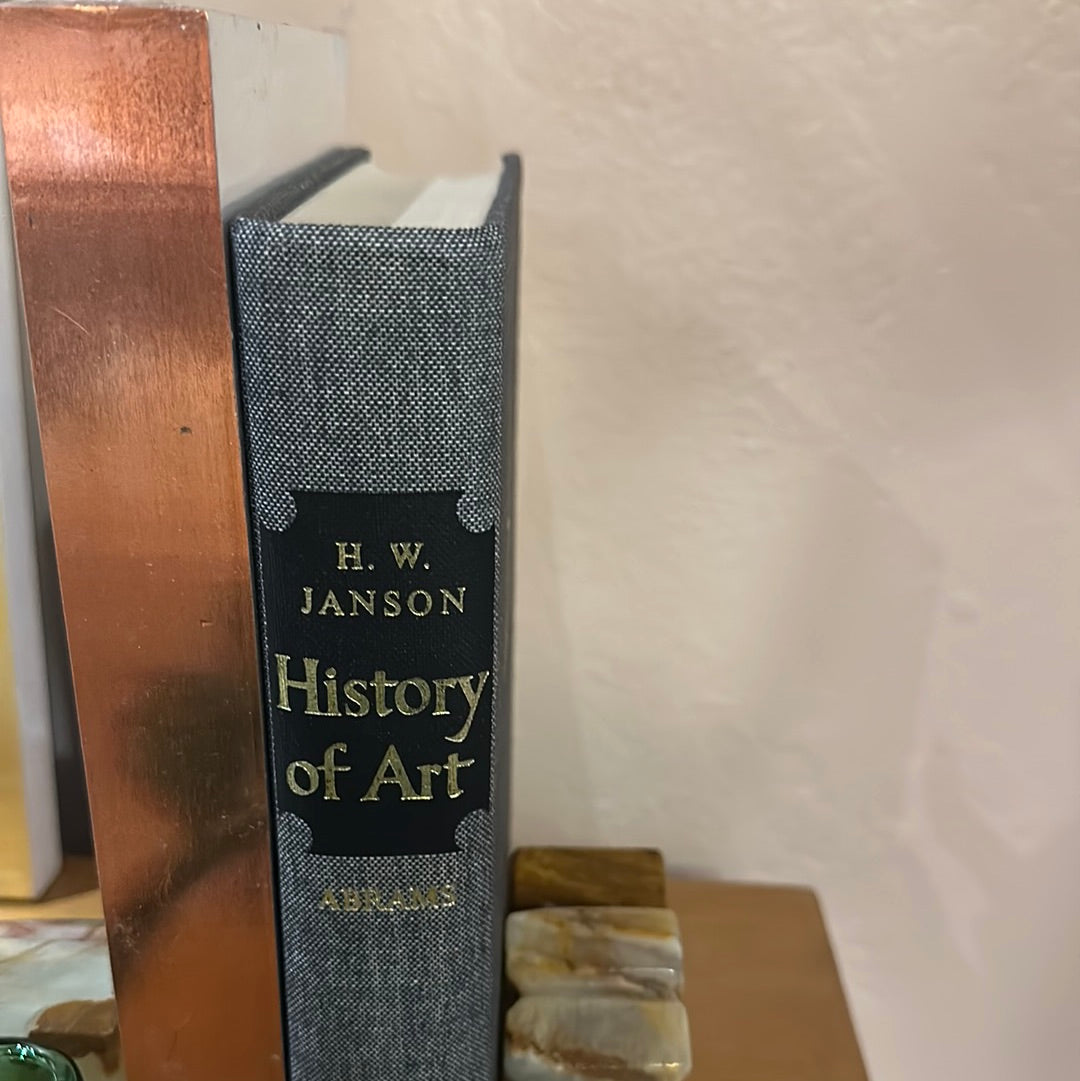 H. W.
JANSON
History
of Art
ABRAMS